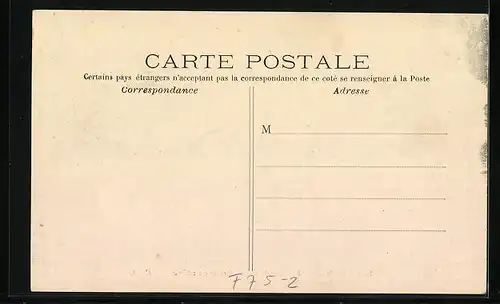 CARTE POSTALE
Certains pays étrangers n'acceptant pas la correspondance de ce coté se renseigner à la Poste
Correspondance
Adresse
M
F75-2